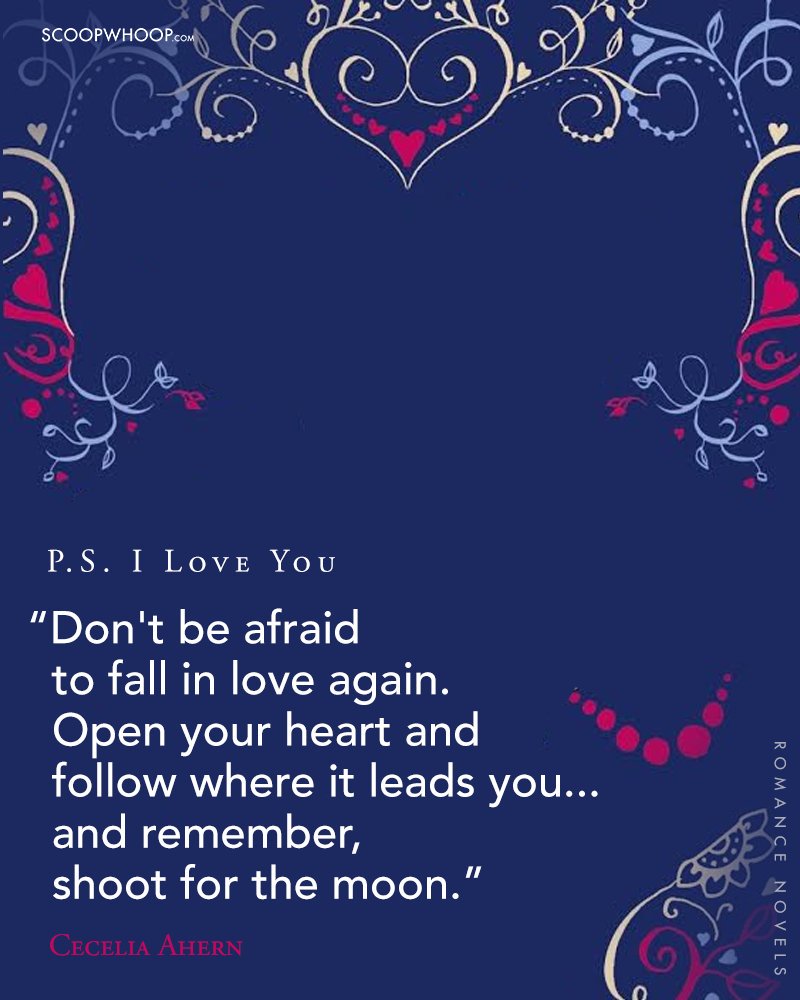 SCOOPWHOOP.COM
P.S. I Love You
“Don't be afraid
to fall in love again.
Open your heart and
follow where it leads you...
and remember,
shoot for the moon.”
Cecelia Ahern
ROMANCE NOVELS